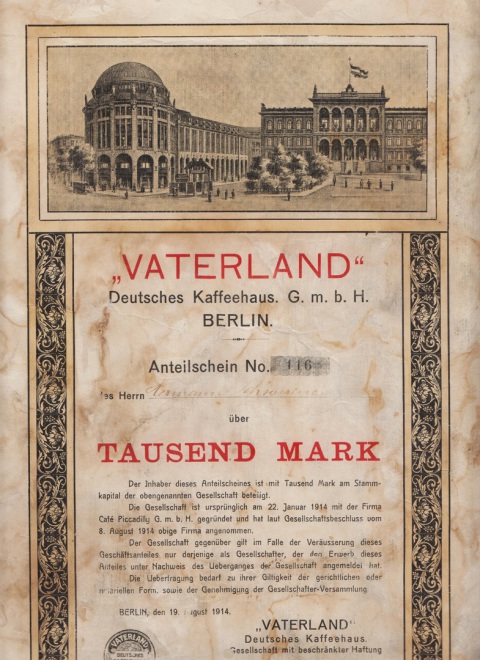 „VATERLAND“
Deutsches Kaffeehaus. G. m. b. H.
BERLIN.
Anteilschein No. 116
des Herrn
über
TAUSEND MARK
Der Inhaber dieses Anteilscheines ist mit Tausend Mark am Stamm-
kapital der obengenannten Gesellschaft beteiligt.
Die Gesellschaft ist ursprünglich am 22. Januar 1914 mit der Firma
Café Piccadilly G. m. b. H. gegründet und hat laut Gesellschaftsbeschluss vom
8. August 1914 obige Firma angenommen.
Der Gesellschaft gegenüber gilt im Falle der Veräusserung dieses
Geschäftsanteiles nur derjenige als Gesellschafter, der den Erwerb dieses
Anteiles unter Nachweis des Ueberganges der Gesellschaft angemeldet hat.
Die Uebertragung bedarf zu ihrer Giltigkeit der gerichtlichen oder
notariellen Form, sowie der Genehmigung der Gesellschafter-Versammlung
BERLIN, den 19. August 1914.
„VATERLAND“
Deutsches Kaffeehaus.
Gesellschaft mit beschränkter Haftung
VATERLAND
DEUTSCHES